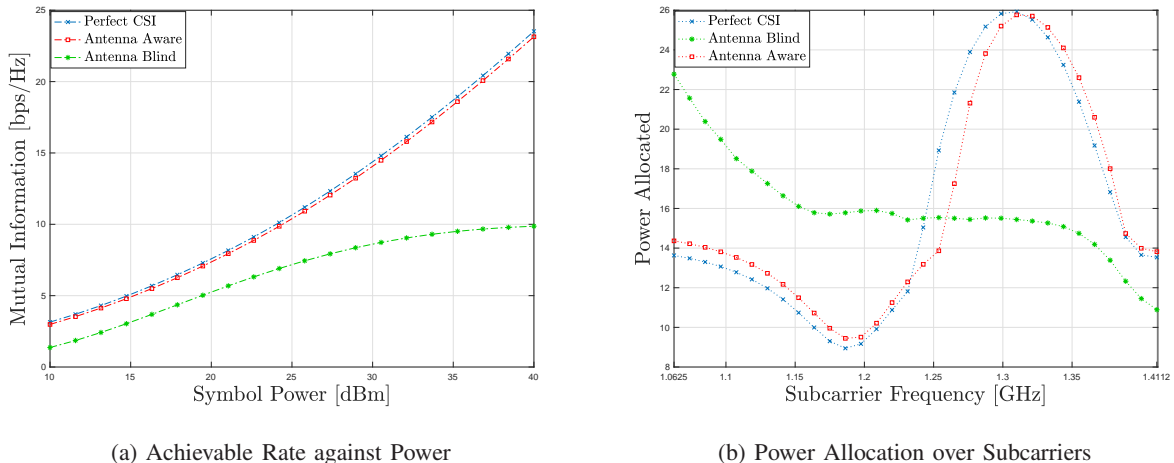 Perfect CSI
Antenna Aware
Antenna Blind
Mutual Information [bps/Hz]
25
20
15
10
5
0
10 15 20 25 30 35 40
Symbol Power [dBm]
(a) Achievable Rate against Power
Perfect CSI
Antenna Blind
Antenna Aware
Power Allocated
26
24
22
20
18
16
14
12
10
8
1.0625 1.1 1.15 1.2 1.25 1.3 1.35 1.4112
Subcarrier Frequency [GHz]
(b) Power Allocation over Subcarriers